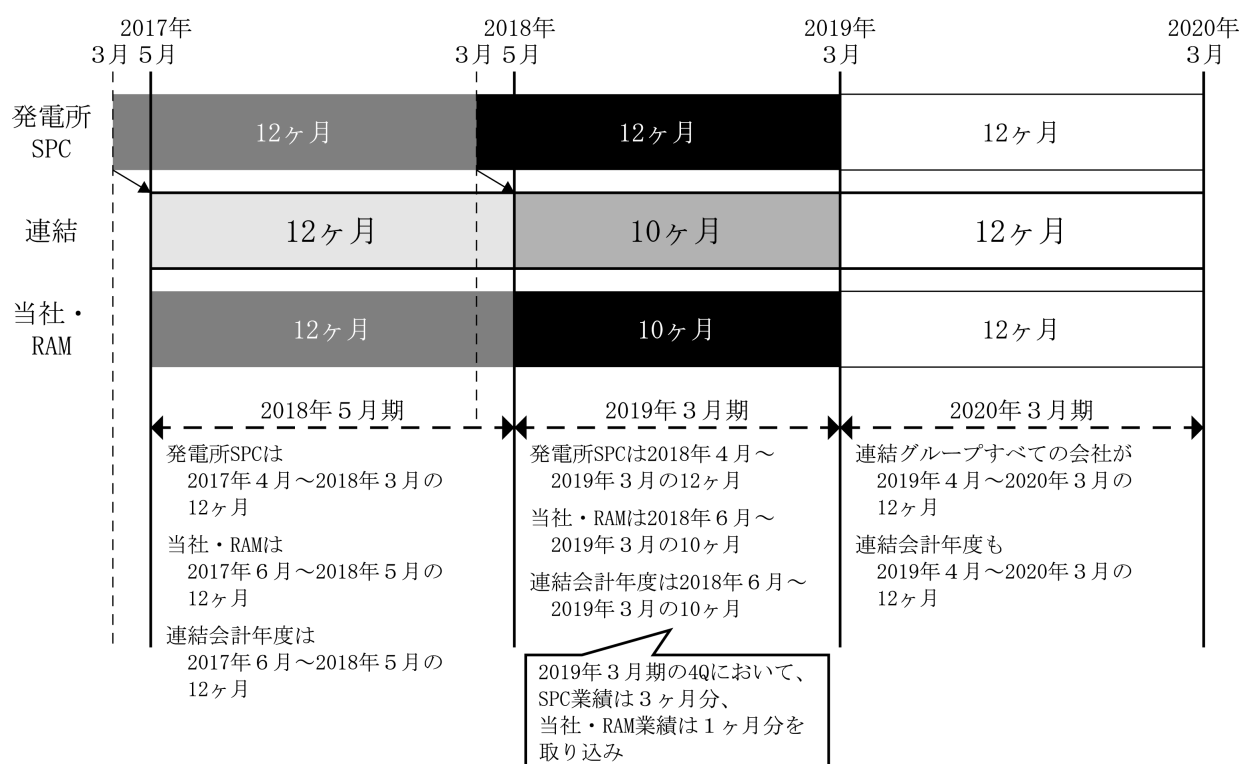 2017年
3月 5月
2018年
3月 5月
2019年
3月
2020年
3月
発電所
SPC
12ヶ月
12ヶ月
12ヶ月
連結
12ヶ月
10ヶ月
12ヶ月
当社・
RAM
12ヶ月
10ヶ月
12ヶ月
2018年5月期
2019年3月期
2020年3月期
発電所SPCは
2017年4月～2018年3月の
12ヶ月
当社・RAMは
2017年6月～2018年5月の
12ヶ月
連結会計年度は
2017年6月～2018年5月の
12ヶ月
発電所SPCは2018年4月～
2019年3月の12ヶ月
当社・RAMは2018年6月～
2019年3月の10ヶ月
連結会計年度は2018年6月～
2019年3月の10ヶ月
2019年3月期の4Qにおいて、
SPC業績は3ヶ月分、
当社・RAM業績は1ヶ月分を
取り込み
連結グループすべての会社が
2019年4月～2020年3月の
12ヶ月
連結会計年度も
2019年4月～2020年3月の
12ヶ月